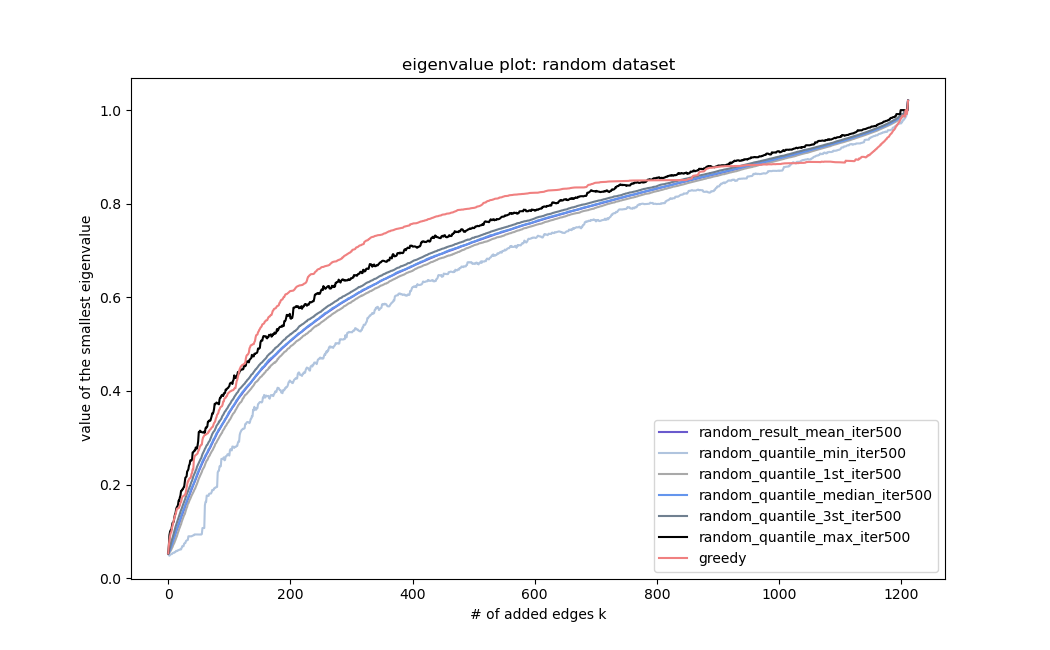 eigenvalue plot: random dataset
value of the smallest eigenvalue
1.0
0.8
0.6
0.4
0.2
0.0
0 200 400 600 800 1000 1200
# of added edges k
random_result_mean_iter500
random_quantile_min_iter500
random_quantile_1st_iter500
random_quantile_median_iter500
random_quantile_3st_iter500
random_quantile_max_iter500
greedy